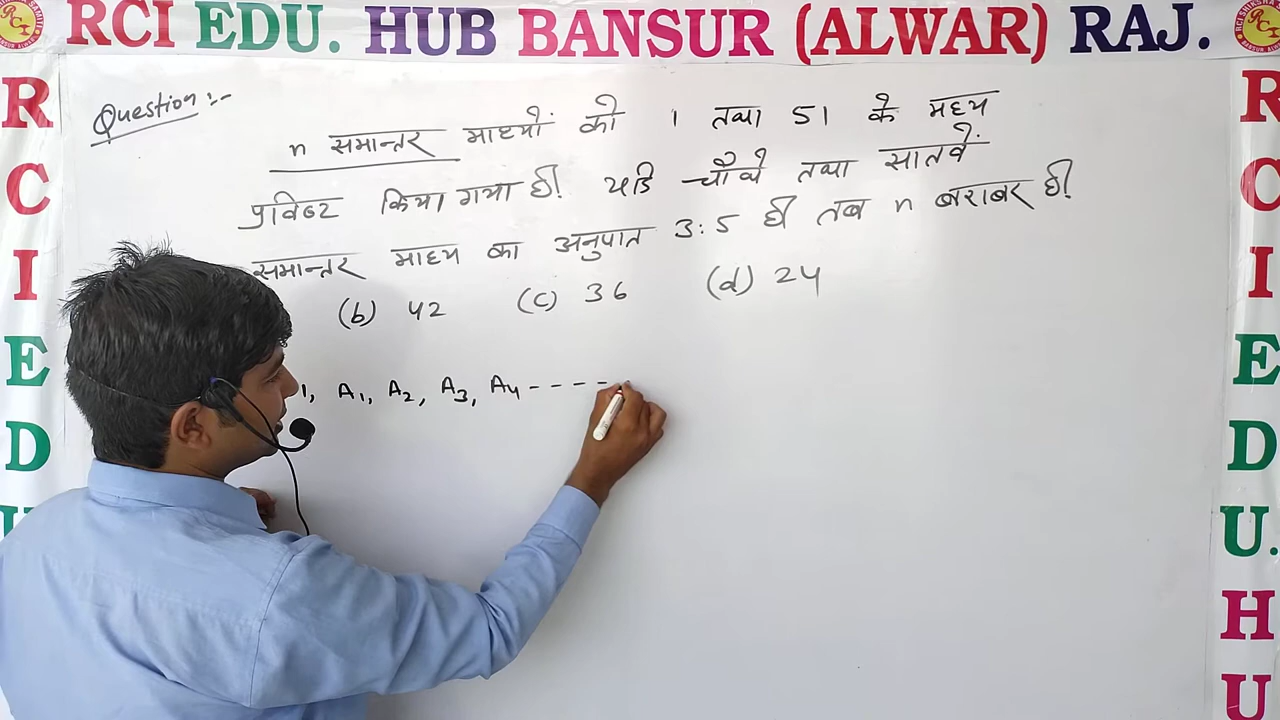 RCI EDU. HUB BANSUR (ALWAR) RAJ.
Question :-
n समान्तर माध्यों को 1 तथा 51 के मध्य
प्रविष्ट किया गया है। यदि चौथे तथा सातवें
समान्तर माध्य का अनुपात 3:5 है तब n बराबर है।
(b) 42 (c) 36 (d) 24
1, A1, A2, A3, A4 - - - -
R
C
I
E
D
R
C
I
E
D
U.
H
U